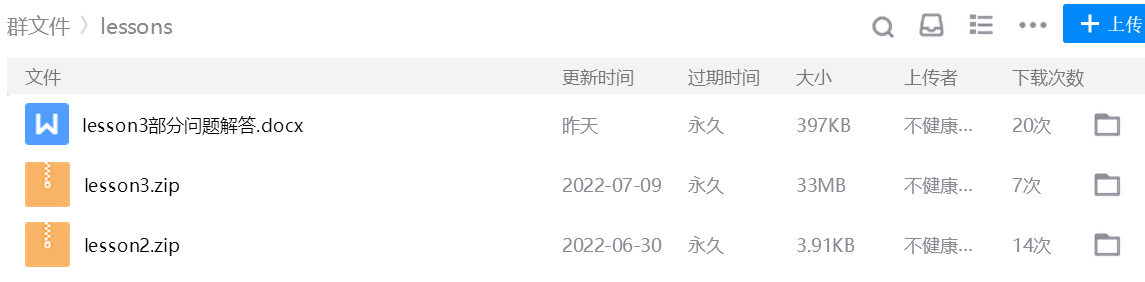 群文件 〉lessons
上传
文件 更新时间 过期时间 大小 上传者 下载次数
lesson3部分问题解答.docx 昨天 永久 397KB 不健康... 20次
lesson3.zip 2022-07-09 永久 33MB 不健康... 7次
lesson2.zip 2022-06-30 永久 3.91KB 不健康... 14次